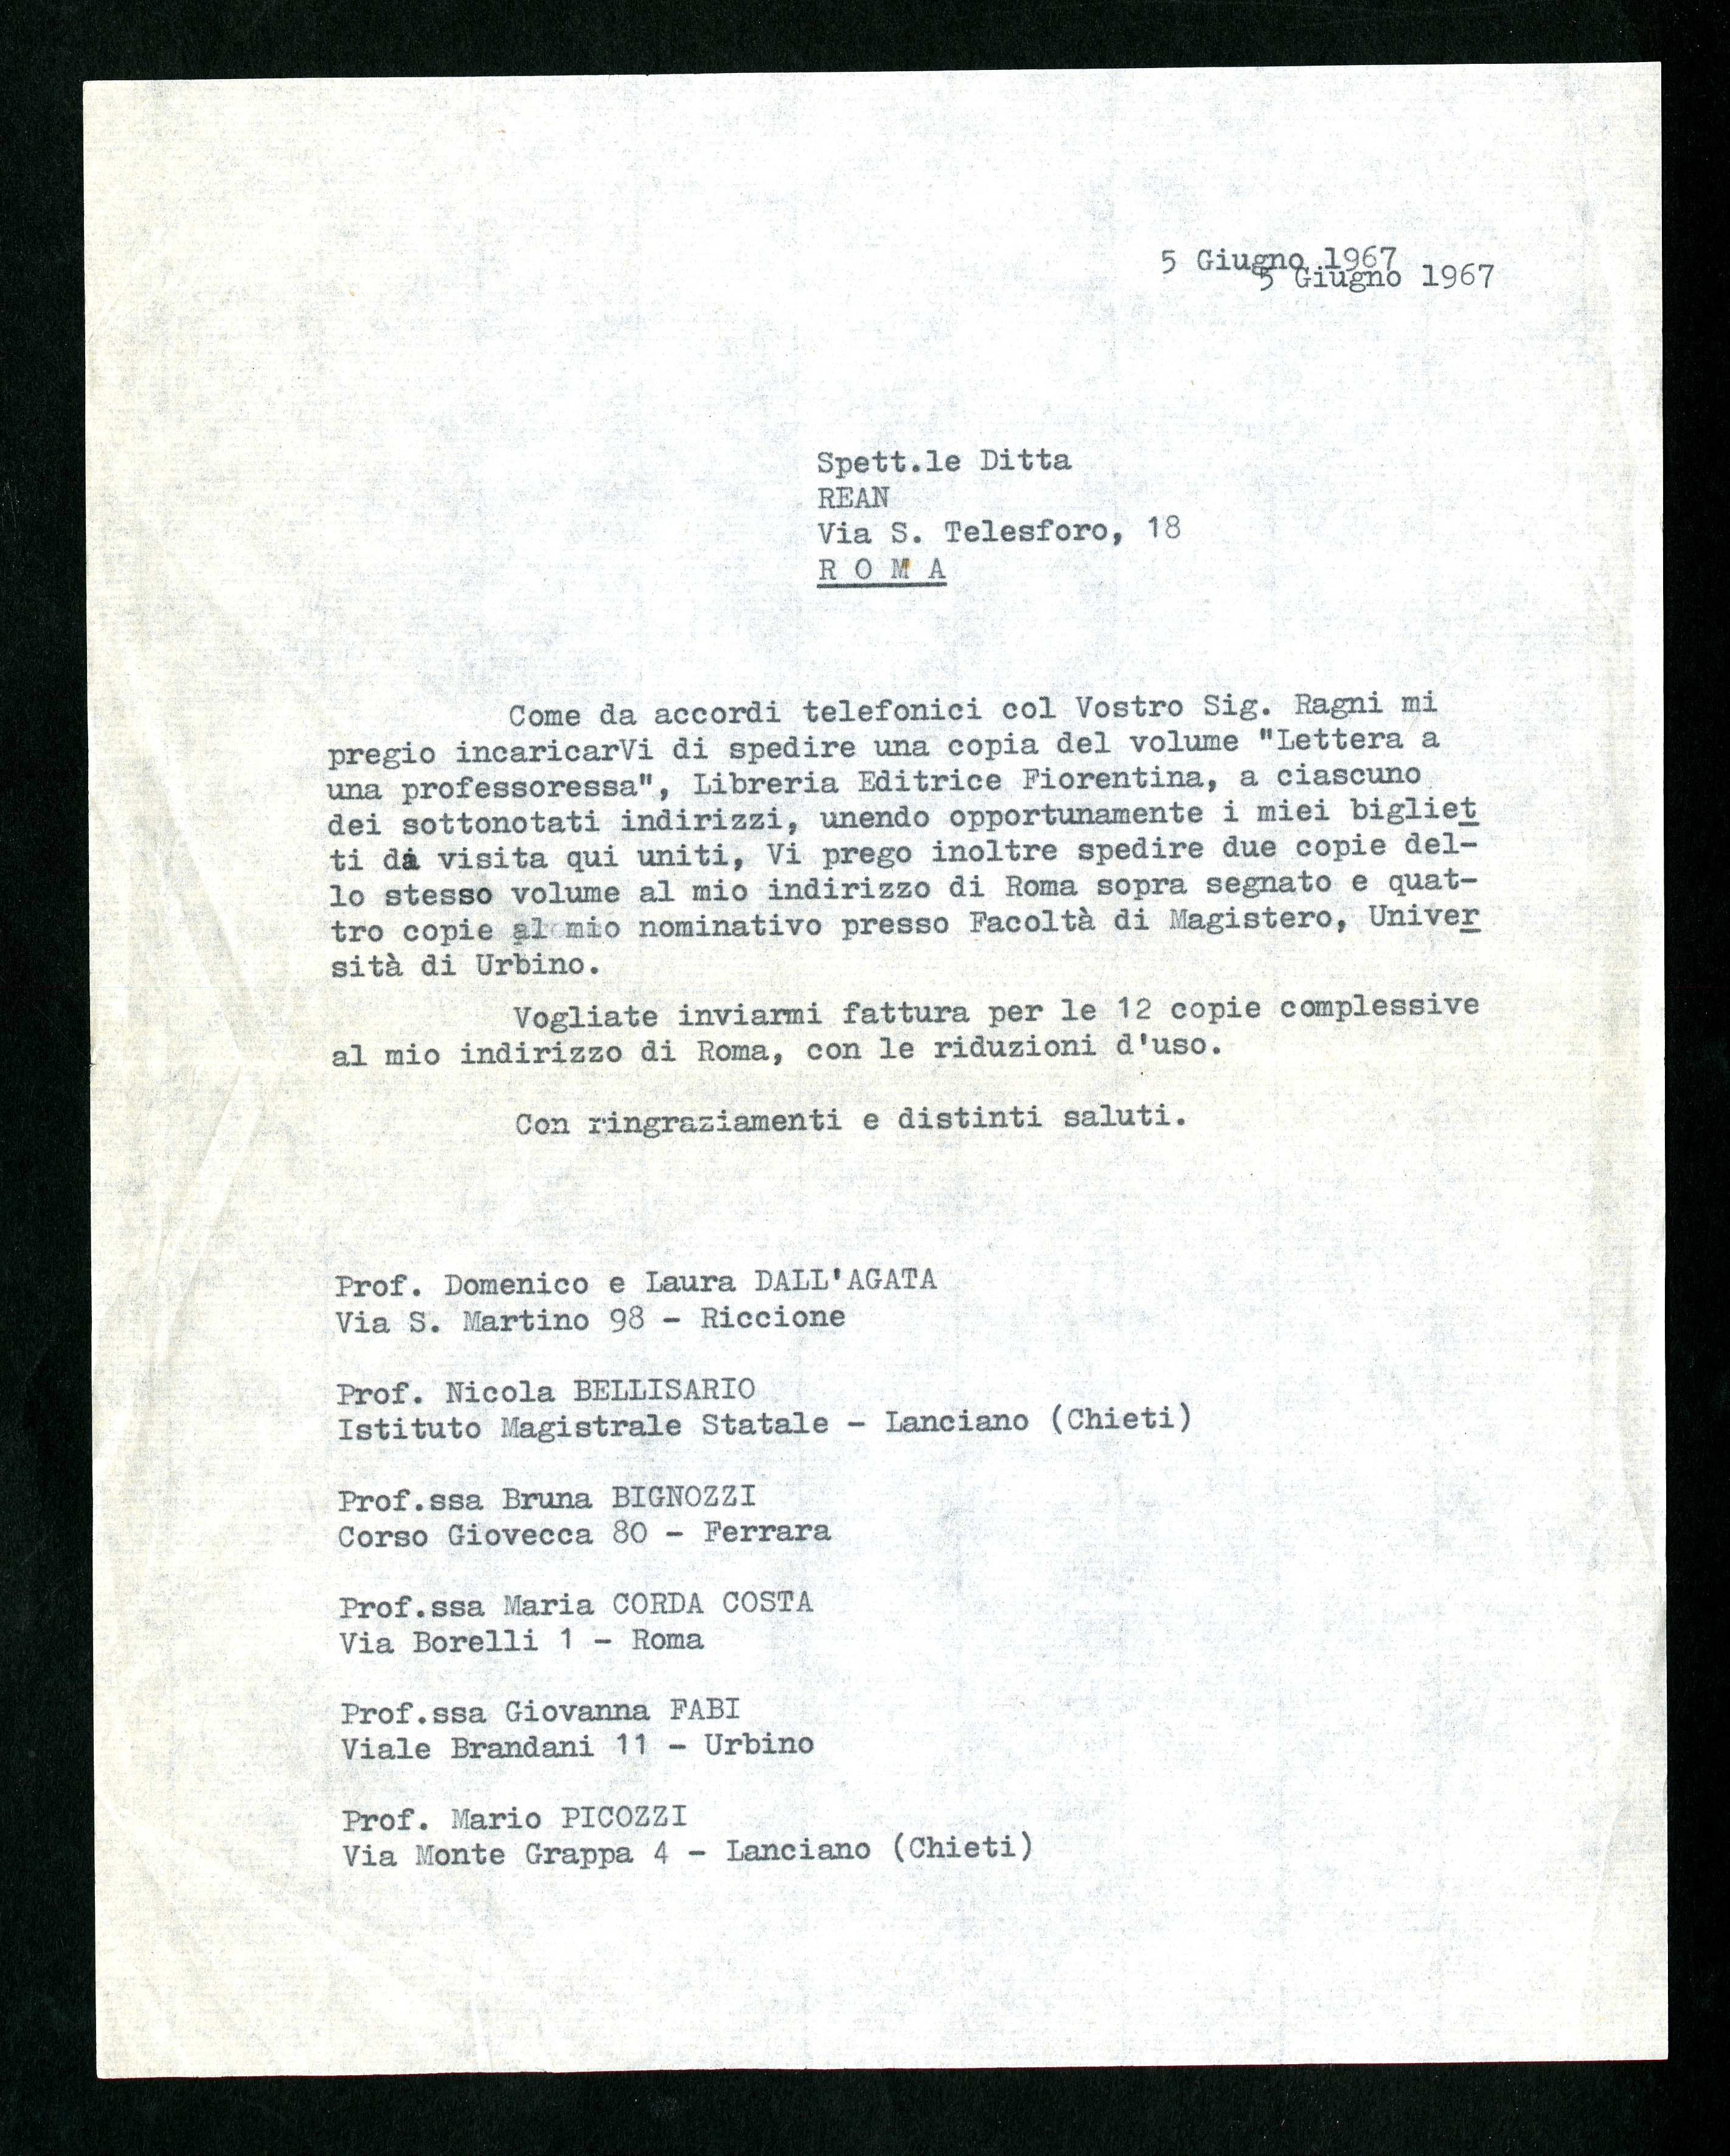 5 Giugno 1967
5 Giugno 1967
Spett.le Ditta
REAN
Via S. Telesforo, 18
R O M A
Come da accordi telefonici col Vostro Sig. Ragni mi
pregio incaricarVi di spedire una copia del volume "Lettera a
una professoressa", Libreria Editrice Fiorentina, a ciascuno
dei sottonotati indirizzi, unendo opportunamente i miei bigliet
ti da visita qui uniti, Vi prego inoltre spedire due copie del-
lo stesso volume al mio indirizzo di Roma sopra segnato e quat-
tro copie al mio nominativo presso Facoltà di Magistero, Univer
sità di Urbino.
Vogliate inviarmi fattura per le 12 copie complessive
al mio indirizzo di Roma, con le riduzioni d'uso.
Con ringraziamenti e distinti saluti.
Prof. Domenico e Laura DALL'AGATA
Via S. Martino 98 - Riccione
Prof. Nicola BELLISARIO
Istituto Magistrale Statale - Lanciano (Chieti)
Prof.ssa Bruna BIGNOZZI
Corso Giovecca 80 - Ferrara
Prof.ssa Maria CORDA COSTA
Via Borelli 1 - Roma
Prof.ssa Giovanna FABI
Viale Brandani 11 - Urbino
Prof. Mario PICOZZI
Via Monte Grappa 4 - Lanciano (Chieti)